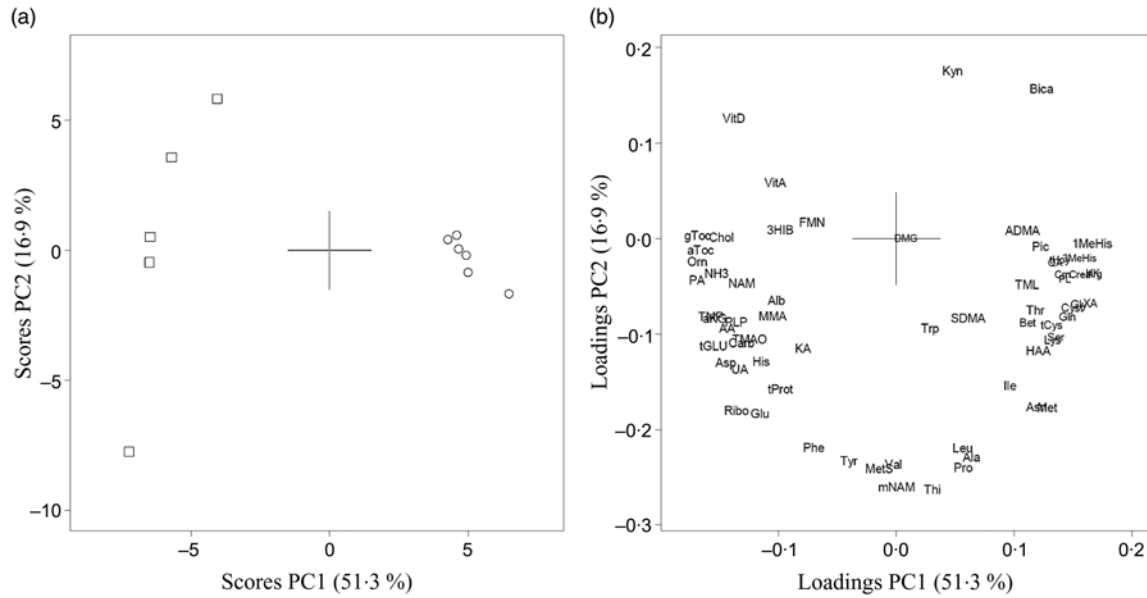 (a)
5
0
−5
−10
Scores PC2 (16·9 %)
−5
0
5
Scores PC1 (51·3 %)
(b)
0·2
0·1
0·0
−0·1
−0·2
−0·3
Loadings PC2 (16·9 %)
−0·1
0·0
0·1
0·2
Loadings PC1 (51·3 %)
Kyn
Bica
VitD
VitA
FMN
3HIB
gToc
Chol
DMG
ADMA
1MeHis
Pic
aToc
Orn
3MeHis
NH3
PA
NAM
TML
Alb
MMA
SDMA
Thr
Cyst
Gln
PLP
AA
Trp
Bet
tCys
TMAO
tGLU
KA
Ser
HAA
Asp
UA
His
tProt
Ile
Ribo
Glu
Met
Phe
Tyr
Val
MetS
Leu
Ala
Pro
mNAM
Thi